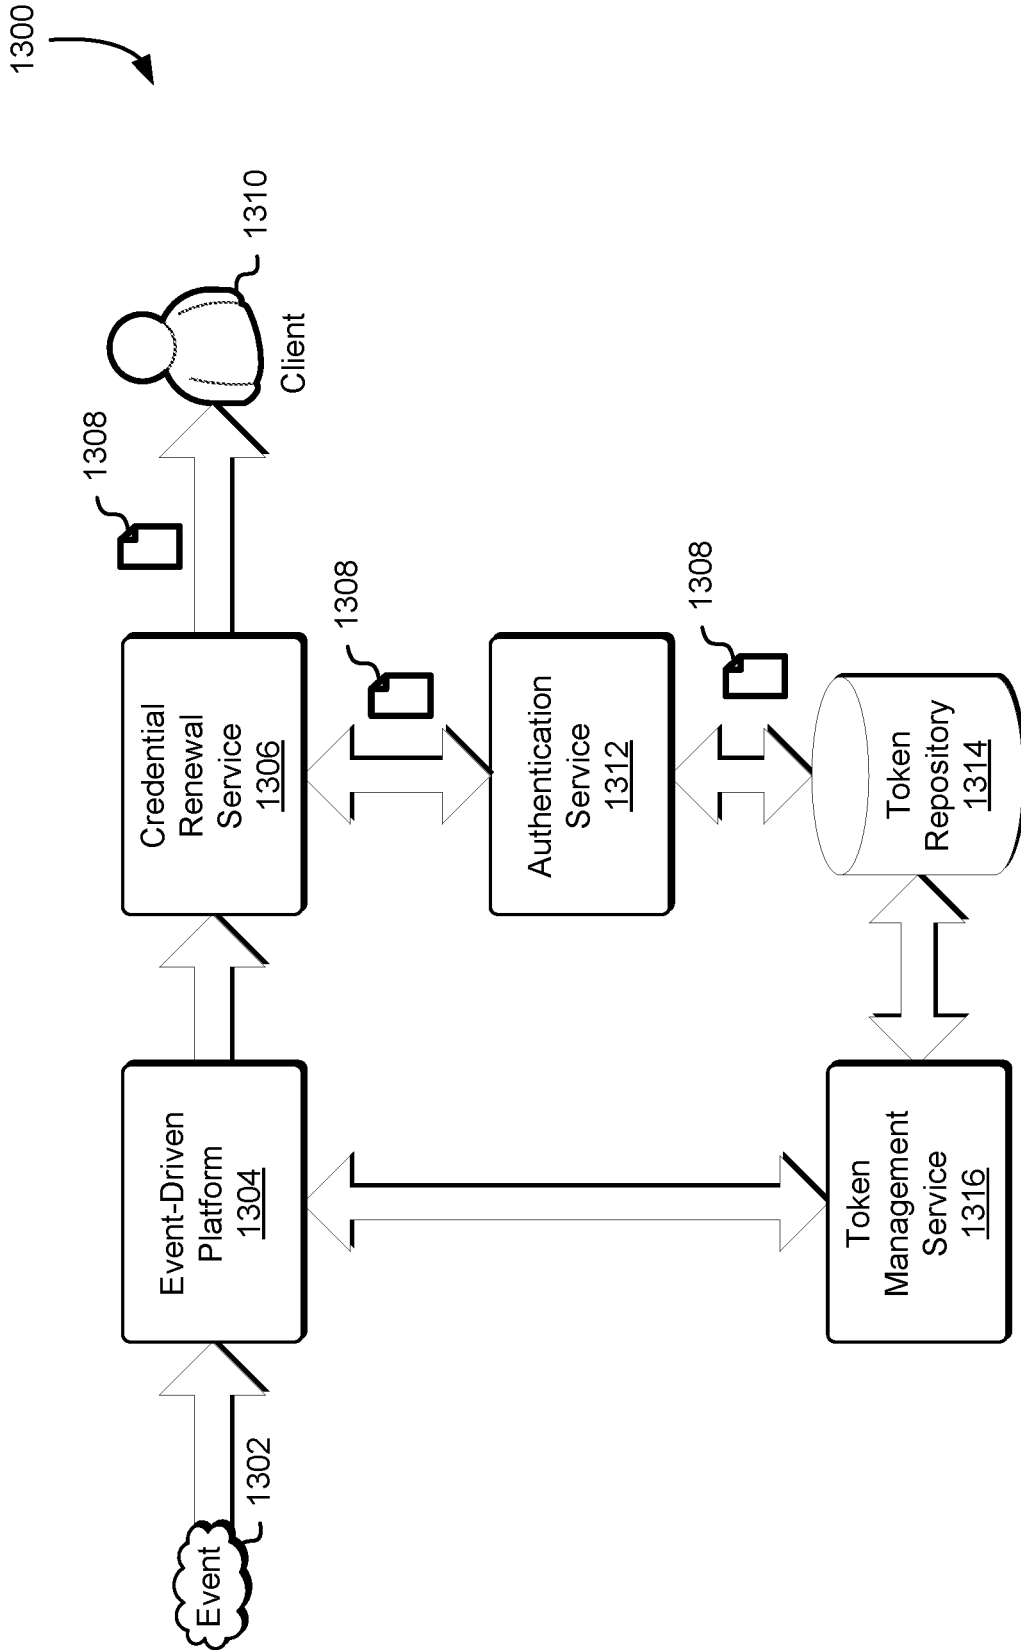 1300
Event
1302
Event-Driven
Platform
1304
Credential
Renewal
Service
1306
1308
1310
Client
1308
Authentication
Service
1312
1308
Token
Management
Service
1316
Token
Repository
1314